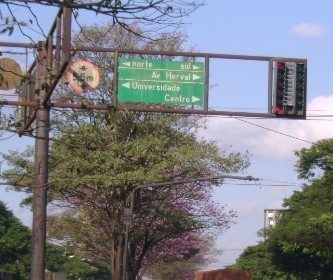 norte sul
Av Herval
Universidade
Centro